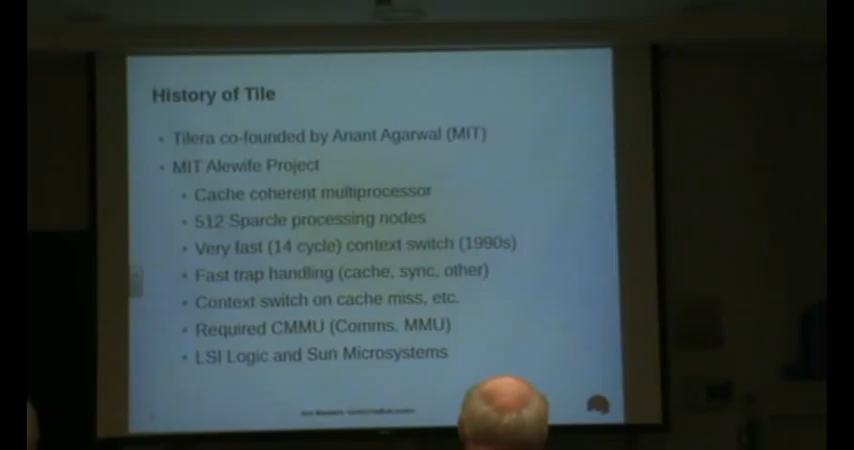 History of Tile
• Tilera co-founded by Anant Agarwal (MIT)
• MIT Alewife Project
• Cache coherent multiprocessor
• 512 Sparcle processing nodes
• Very fast (14 cycle) context switch (1990s)
• Fast trap handling (cache, sync, other)
• Context switch on cache miss, etc.
• Required CMMU (Comms. MMU)
• LSI Logic and Sun Microsystems